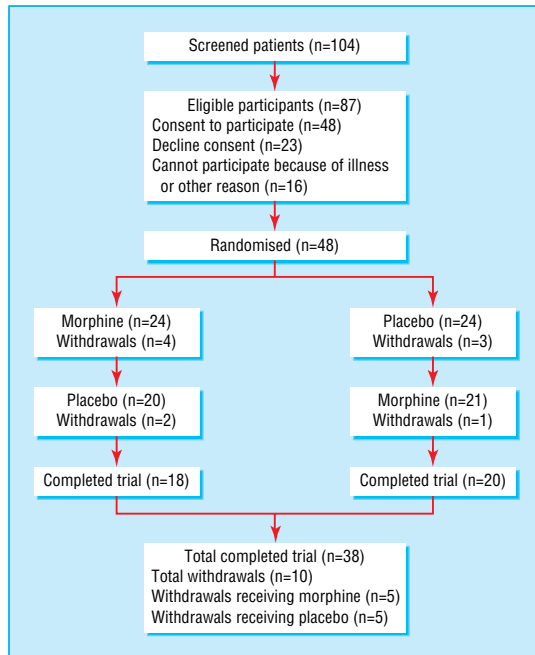 Screened patients (n=104)
Eligible participants (n=87)
Consent to participate (n=48)
Decline consent (n=23)
Cannot participate because of illness
or other reason (n=16)
Randomised (n=48)
Morphine (n=24)
Withdrawals (n=4)
Placebo (n=24)
Withdrawals (n=3)
Placebo (n=20)
Withdrawals (n=2)
Morphine (n=21)
Withdrawals (n=1)
Completed trial (n=18)
Completed trial (n=20)
Total completed trial (n=38)
Total withdrawals (n=10)
Withdrawals receiving morphine (n=5)
Withdrawals receiving placebo (n=5)